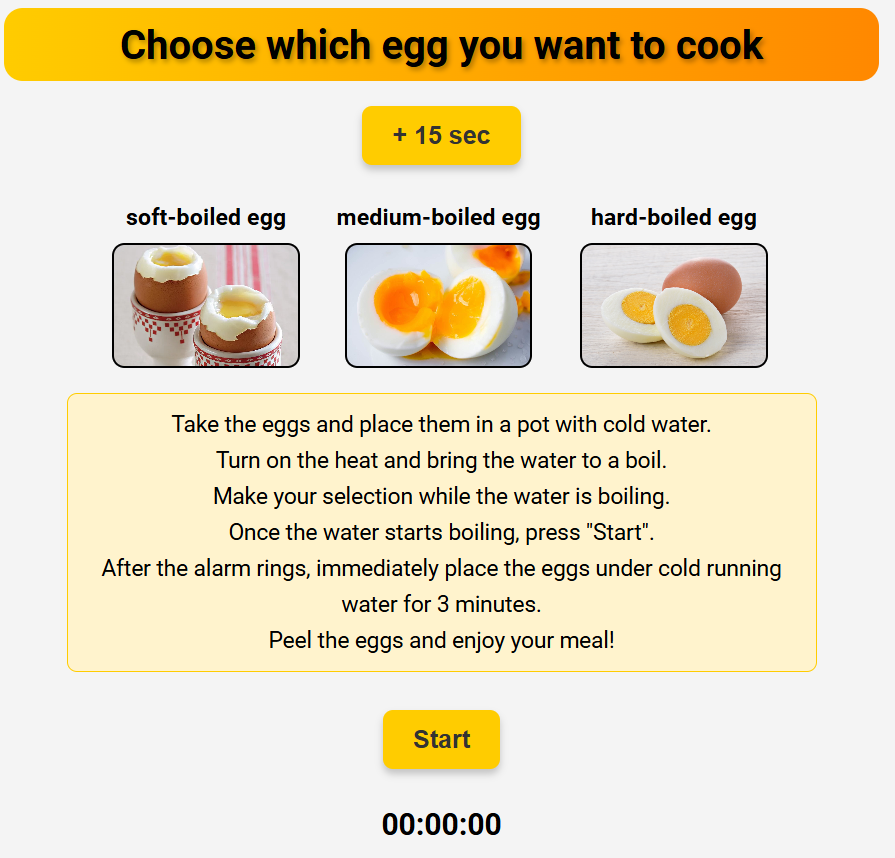 Choose which egg you want to cook
+ 15 sec
soft-boiled egg
medium-boiled egg
hard-boiled egg
Take the eggs and place them in a pot with cold water.
Turn on the heat and bring the water to a boil.
Make your selection while the water is boiling.
Once the water starts boiling, press "Start".
After the alarm rings, immediately place the eggs under cold running
water for 3 minutes.
Peel the eggs and enjoy your meal!
Start
00:00:00